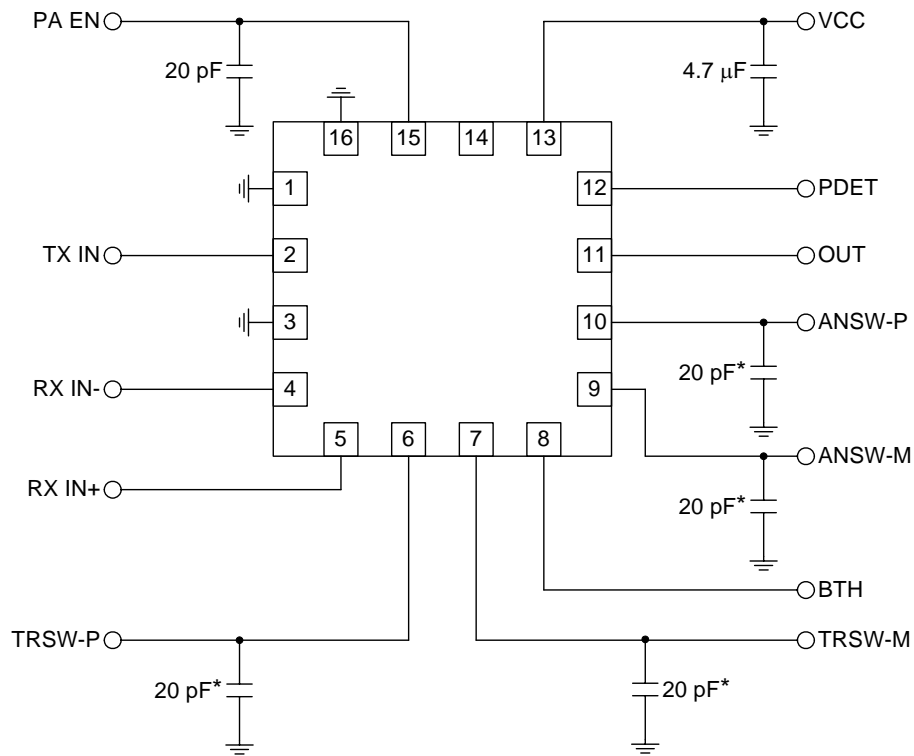 PA EN
VCC
20 pF
4.7 μF
16
15
14
13
1
12
PDET
TX IN
2
11
OUT
3
10
ANSW-P
20 pF*
RX IN-
4
9
5
6
7
8
ANSW-M
RX IN+
20 pF*
BTH
TRSW-P
TRSW-M
20 pF*
20 pF*